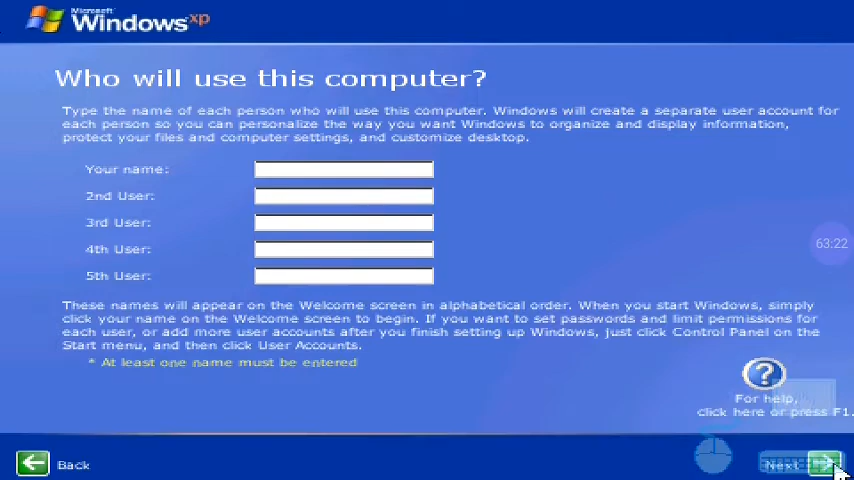 Microsoft
Windows xp
Who will use this computer?
Type the name of each person who will use this computer. Windows will create a separate user account for
each person so you can personalize the way you want Windows to organize and display information,
protect your files and computer settings, and customize desktop.
Your name:
2nd User:
3rd User:
4th User:
5th User:
63:22
These names will appear on the Welcome screen in alphabetical order. When you start Windows, simply
click your name on the Welcome screen to begin. If you want to set passwords and limit permissions for
each user, or add more user accounts after you finish setting up Windows, just click Control Panel on the
Start menu, and then click User Accounts.
* At least one name must be entered
For help,
click here or press F1.
Back
Next